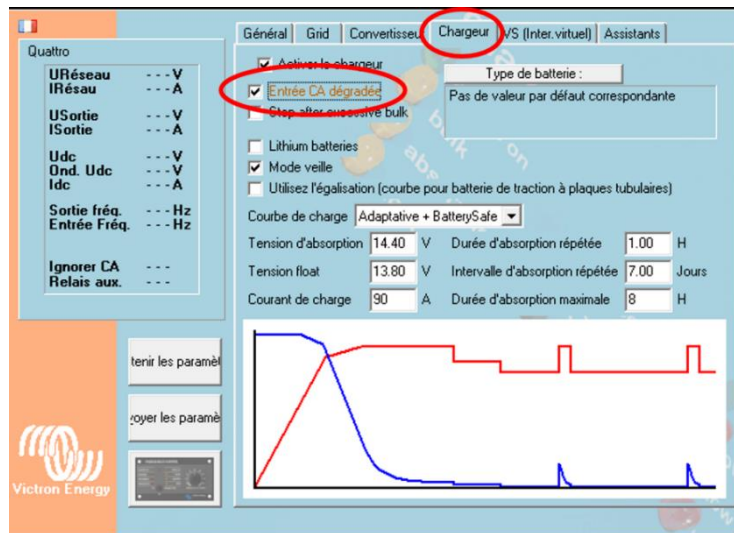 Général Grid Convertisseu Chargeur VS (Inter.virtuel) Assistants
Quattro
URéseau - - - V
IRésau - - - A
USortie - - - V
ISortie - - - A
Udc - - - V
Ond. Udc - - - V
Idc - - - A
Sortie fréq. - - - Hz
Entrée Fréq. - - - Hz
Ignorer CA - - -
Relais aux. - - -
Activer le chargeur
Entrée CA dégradée
Stop after excessive bulk
Type de batterie :
Pas de valeur par défaut correspondante
Lithium batteries
Mode veille
Utilisez l'égalisation (courbe pour batterie de traction à plaques tubulaires)
Courbe de charge Adaptative + BatterySafe
Tension d'absorption 14.40 V Durée d'absorption répétée 1.00 H
Tension float 13.80 V Intervalle d'absorption répétée 7.00 Jours
Courant de charge 90 A Durée d'absorption maximale 8 H
tenir les paramèt
oyer les paramè
Victron Energy
bulk
abs